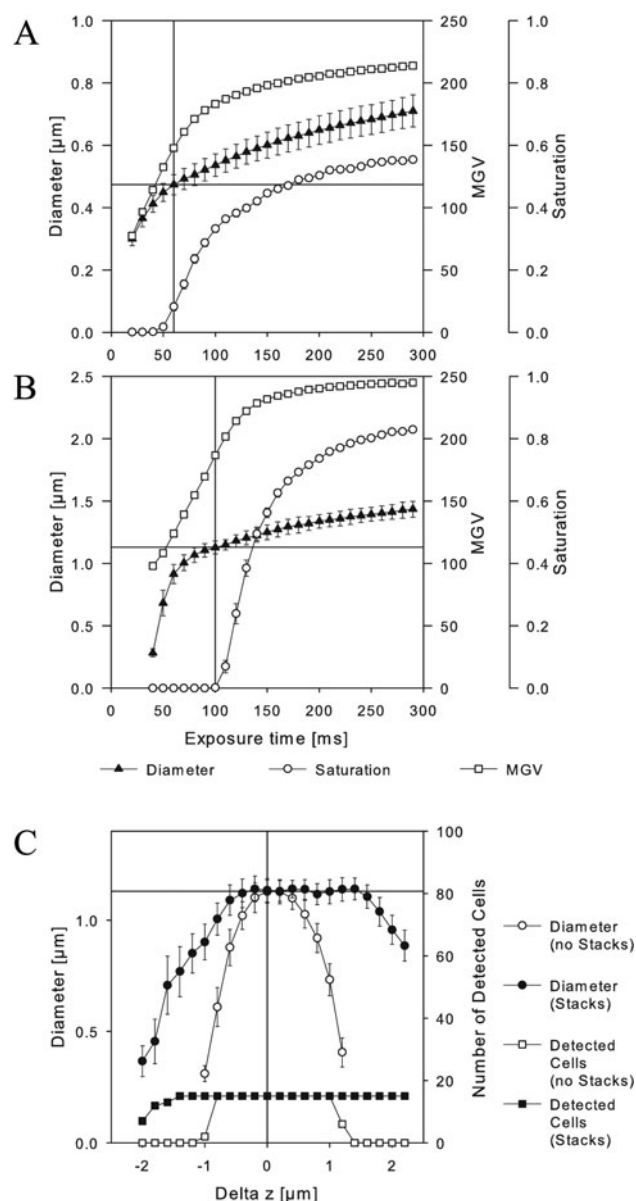 A
1.0
0.8
0.6
0.4
0.2
0.0
Diameter [µm]
250
200
150
100
50
0
MGV
1.0
0.8
0.6
0.4
0.2
0.0
Saturation
0 50 100 150 200 250 300
B
2.5
2.0
1.5
1.0
0.5
0.0
Diameter [µm]
250
200
150
100
50
0
MGV
1.0
0.8
0.6
0.4
0.2
0.0
Saturation
0 50 100 150 200 250 300
Exposure time [ms]
Diameter Saturation MGV
C
1.0
0.5
0.0
Diameter [µm]
100
80
60
40
20
0
Number of Detected Cells
-2 -1 0 1 2
Delta z [µm]
Diameter
(no Stacks)
Diameter
(Stacks)
Detected
Cells
(no Stacks)
Detected
Cells
(Stacks)